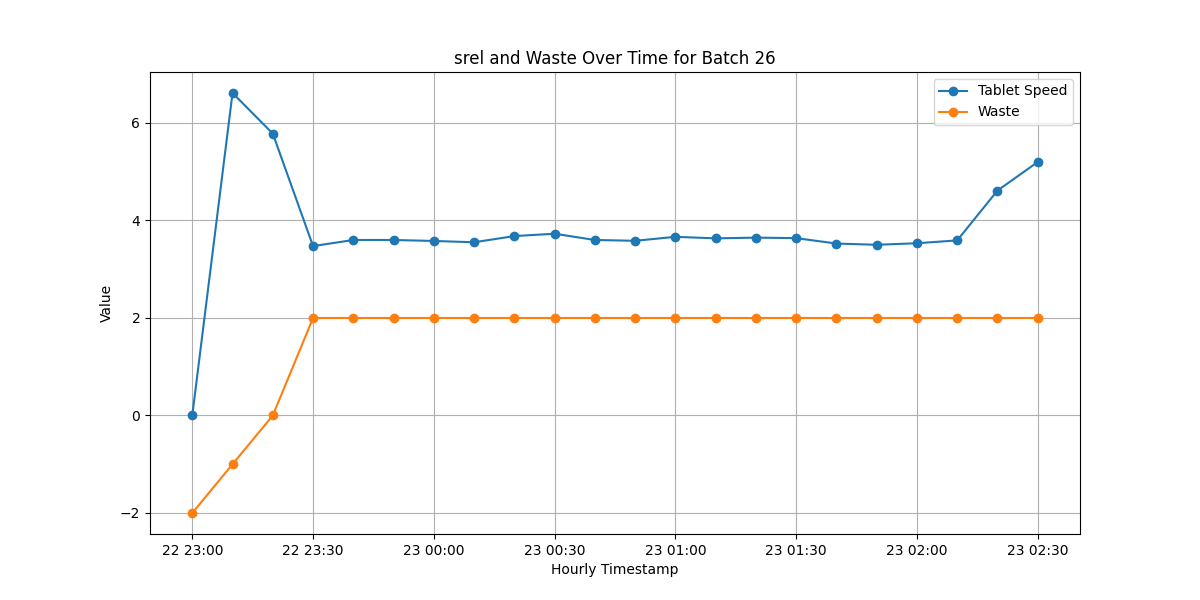 srel and Waste Over Time for Batch 26
Tablet Speed
Waste
Value
6
4
2
0
−2
22 23:00
22 23:30
23 00:00
23 00:30
23 01:00
23 01:30
23 02:00
23 02:30
Hourly Timestamp